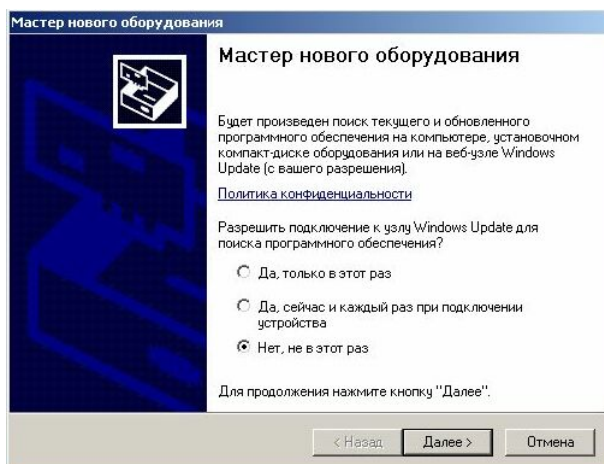 Мастер нового оборудования
Мастер нового оборудования
Будет произведен поиск текущего и обновленного
программного обеспечения на компьютере, установочном
компакт-диске оборудования или на веб-узле Windows
Update (с вашего разрешения).
Политика конфиденциальности
Разрешить подключение к узлу Windows Update для
поиска программного обеспечения?
Да, только в этот раз
Да, сейчас и каждый раз при подключении
устройства
Нет, не в этот раз
Для продолжения нажмите кнопку "Далее".
< Назад Далее > Отмена